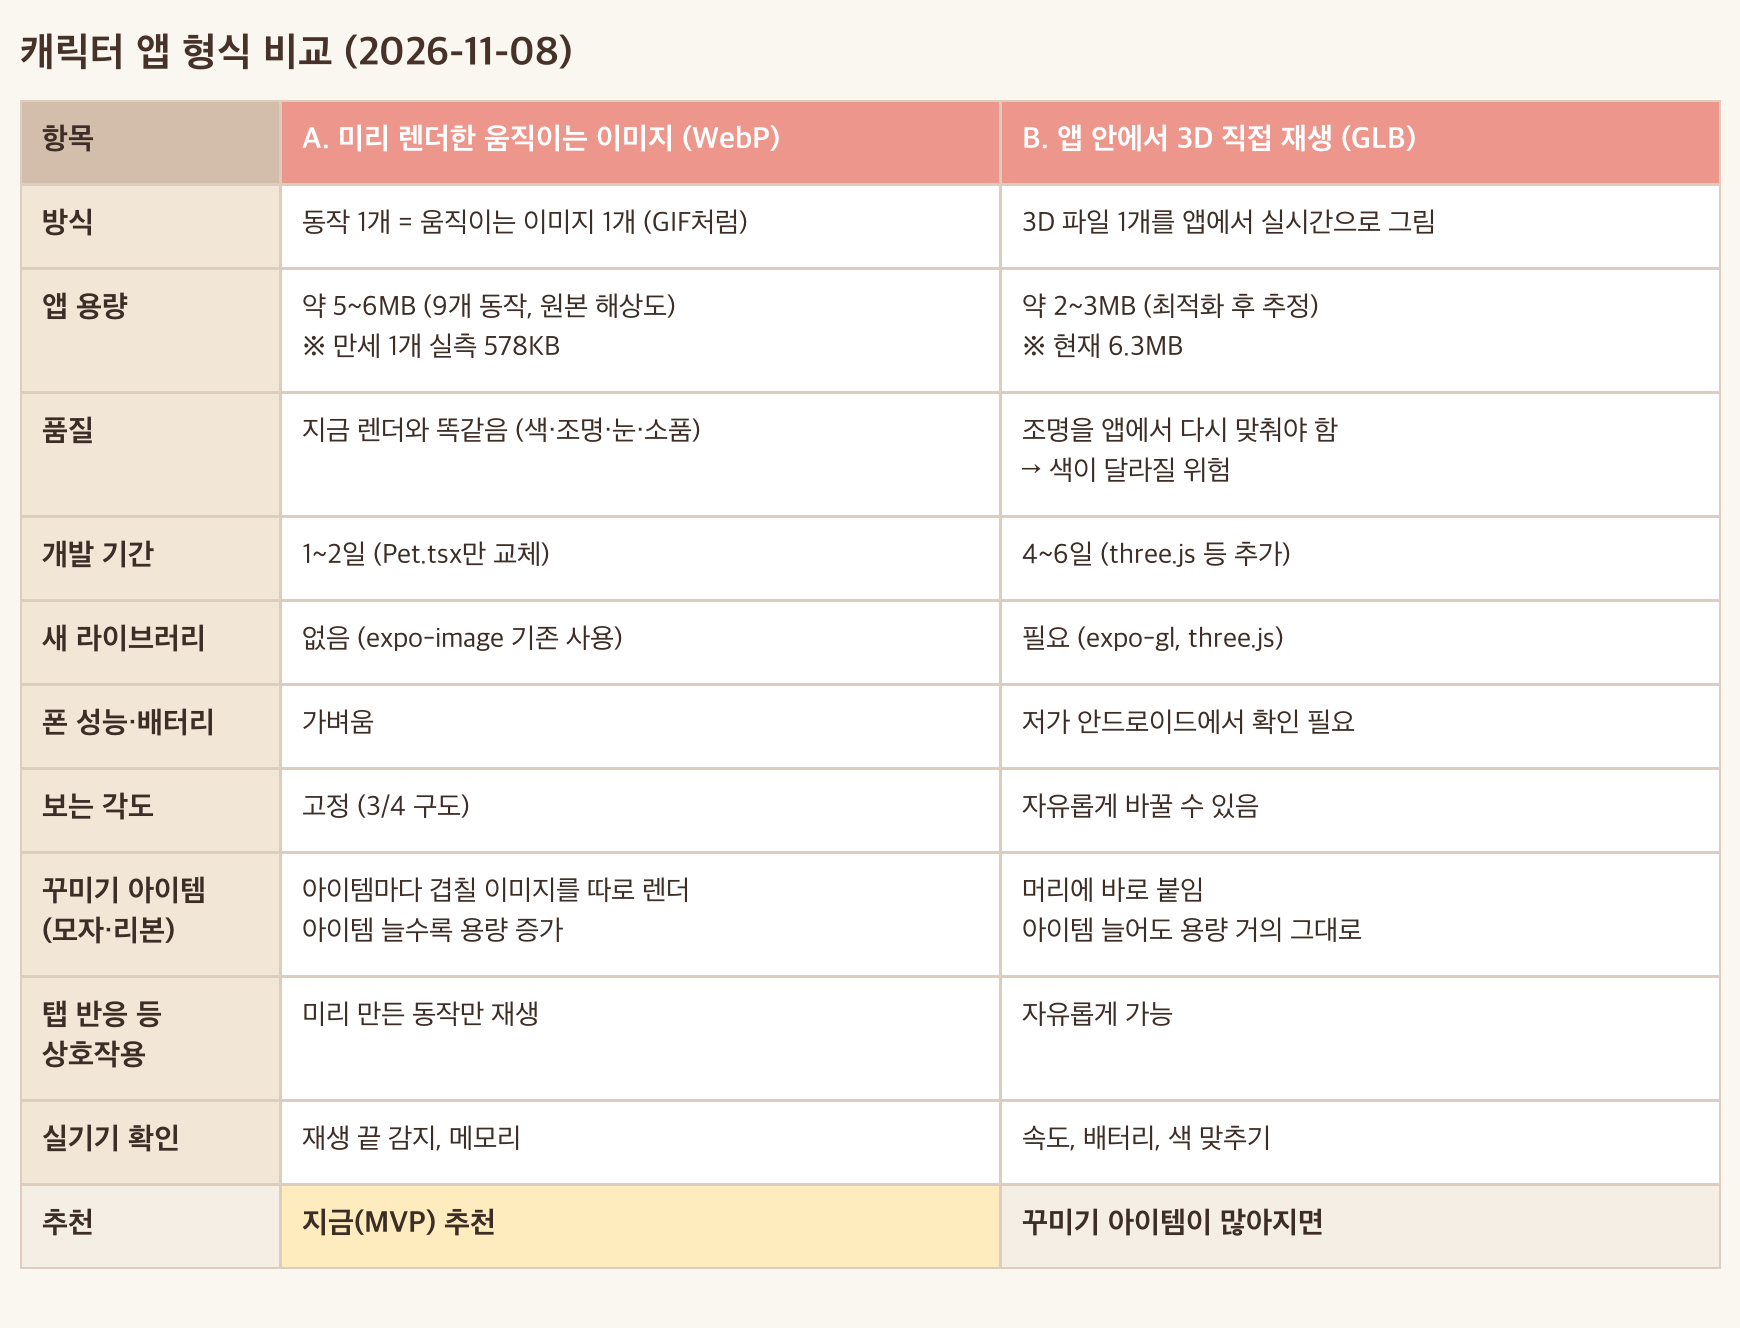 캐릭터 앱 형식 비교 (2026-11-08)
항목
A. 미리 렌더한 움직이는 이미지 (WebP)
B. 앱 안에서 3D 직접 재생 (GLB)
방식
동작 1개 = 움직이는 이미지 1개 (GIF처럼)
3D 파일 1개를 앱에서 실시간으로 그림
앱 용량
약 5~6MB (9개 동작, 원본 해상도)
※ 만세 1개 실측 578KB
약 2~3MB (최적화 후 추정)
※ 현재 6.3MB
품질
지금 렌더와 똑같음 (색·조명·눈·소품)
조명을 앱에서 다시 맞춰야 함
→ 색이 달라질 위험
개발 기간
1~2일 (Pet.tsx만 교체)
4~6일 (three.js 등 추가)
새 라이브러리
없음 (expo-image 기존 사용)
필요 (expo-gl, three.js)
폰 성능·배터리
가벼움
저가 안드로이드에서 확인 필요
보는 각도
고정 (3/4 구도)
자유롭게 바꿀 수 있음
꾸미기 아이템
(모자·리본)
아이템마다 겹칠 이미지를 따로 렌더
아이템 늘수록 용량 증가
머리에 바로 붙임
아이템 늘어도 용량 거의 그대로
탭 반응 등
상호작용
미리 만든 동작만 재생
자유롭게 가능
실기기 확인
재생 끝 감지, 메모리
속도, 배터리, 색 맞추기
추천
지금(MVP) 추천
꾸미기 아이템이 많아지면